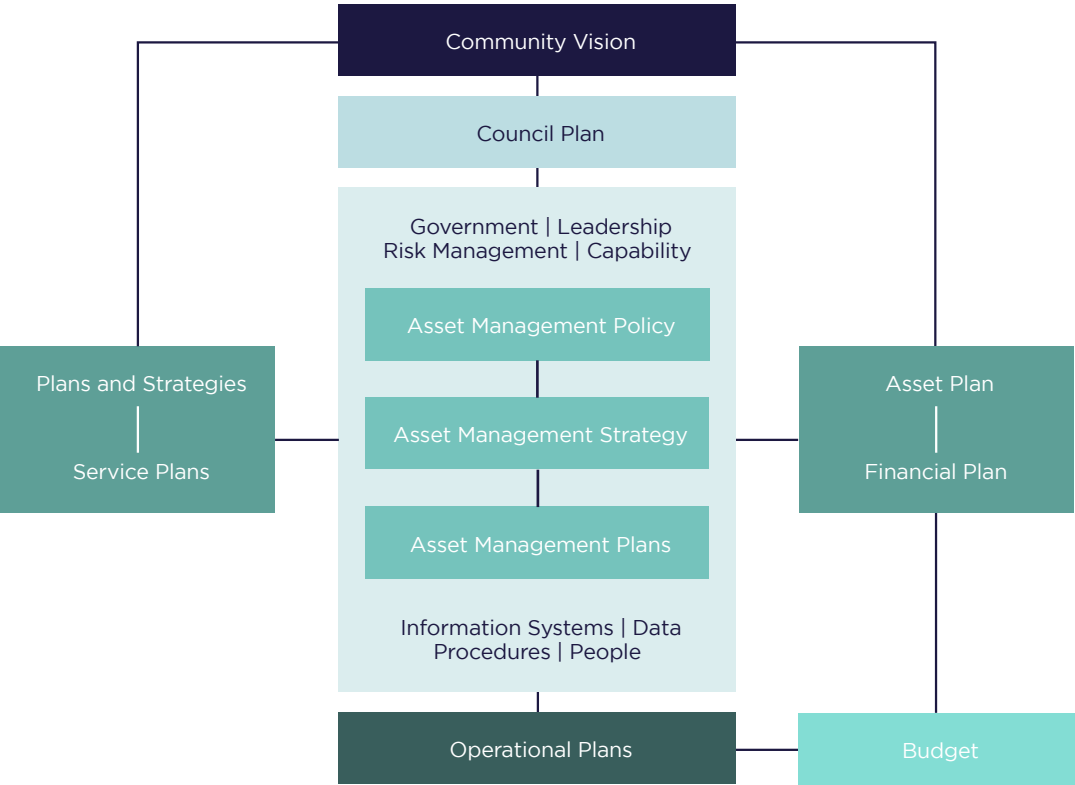 Community Vision
Council Plan
Government | Leadership
Risk Management | Capability
Asset Management Policy
Plans and Strategies
Service Plans
Asset Management Strategy
Asset Plan
Financial Plan
Asset Management Plans
Information Systems | Data
Procedures | People
Operational Plans
Budget